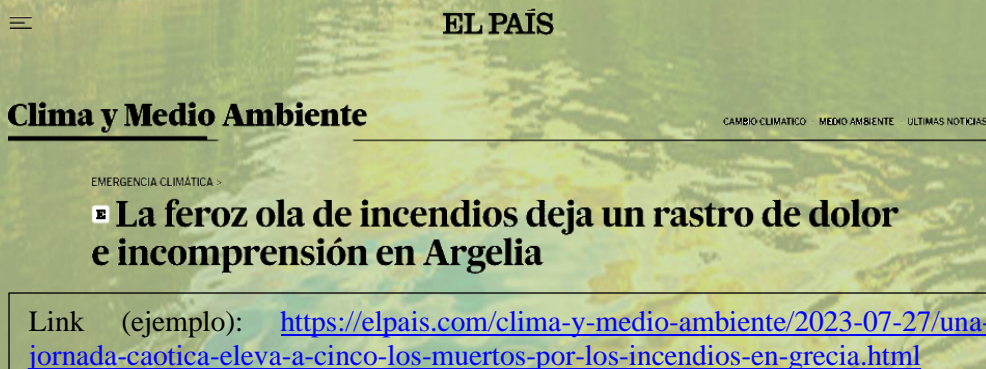 EL PAÍS
Clima y Medio Ambiente
CAMBIO CLIMATICO MEDIO AMBIENTE ULTIMAS NOTICIAS
EMERGENCIA CLIMÁTICA >
E La feroz ola de incendios deja un rastro de dolor
e incomprensión en Argelia
Link (ejemplo): https://elpais.com/clima-y-medio-ambiente/2023-07-27/una-
jornada-caotica-eleva-a-cinco-los-muertos-por-los-incendios-en-grecia.html